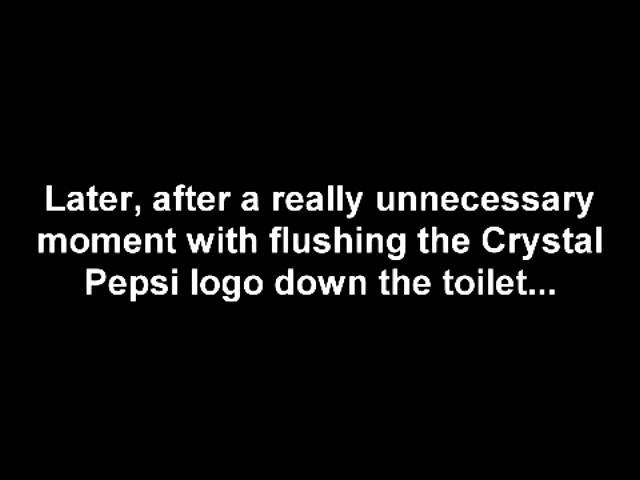 Later, after a really unnecessary
moment with flushing the Crystal
Pepsi logo down the toilet...